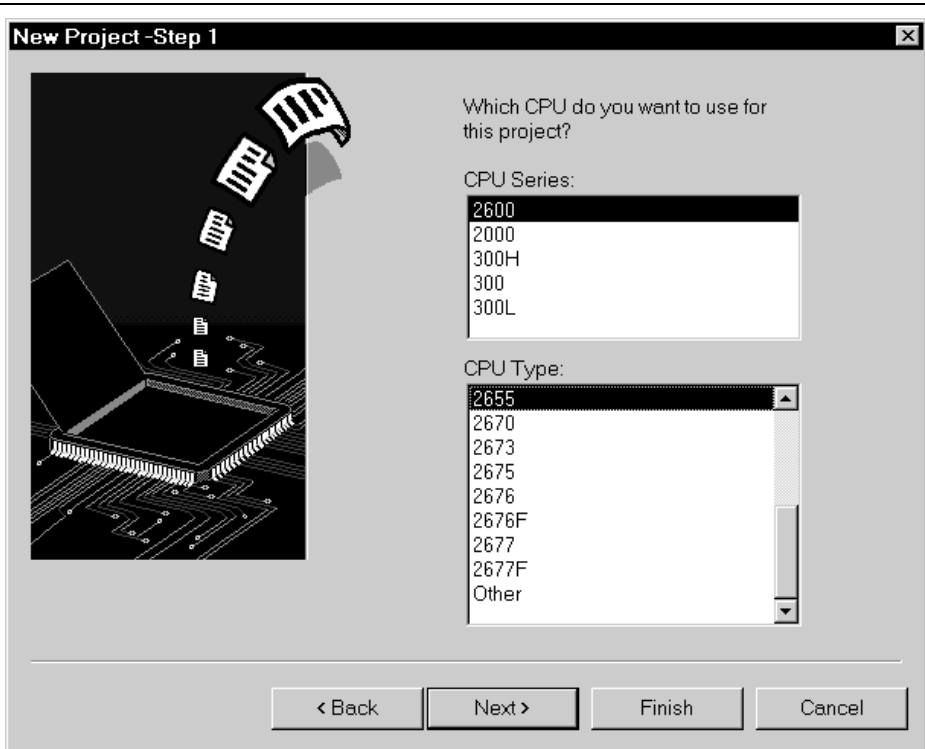 New Project -Step 1
Which CPU do you want to use for
this project?
CPU Series:
2600
2000
300H
300
300L
CPU Type:
2655
2670
2673
2675
2676
2676F
2677
2677F
Other
< Back
Next >
Finish
Cancel